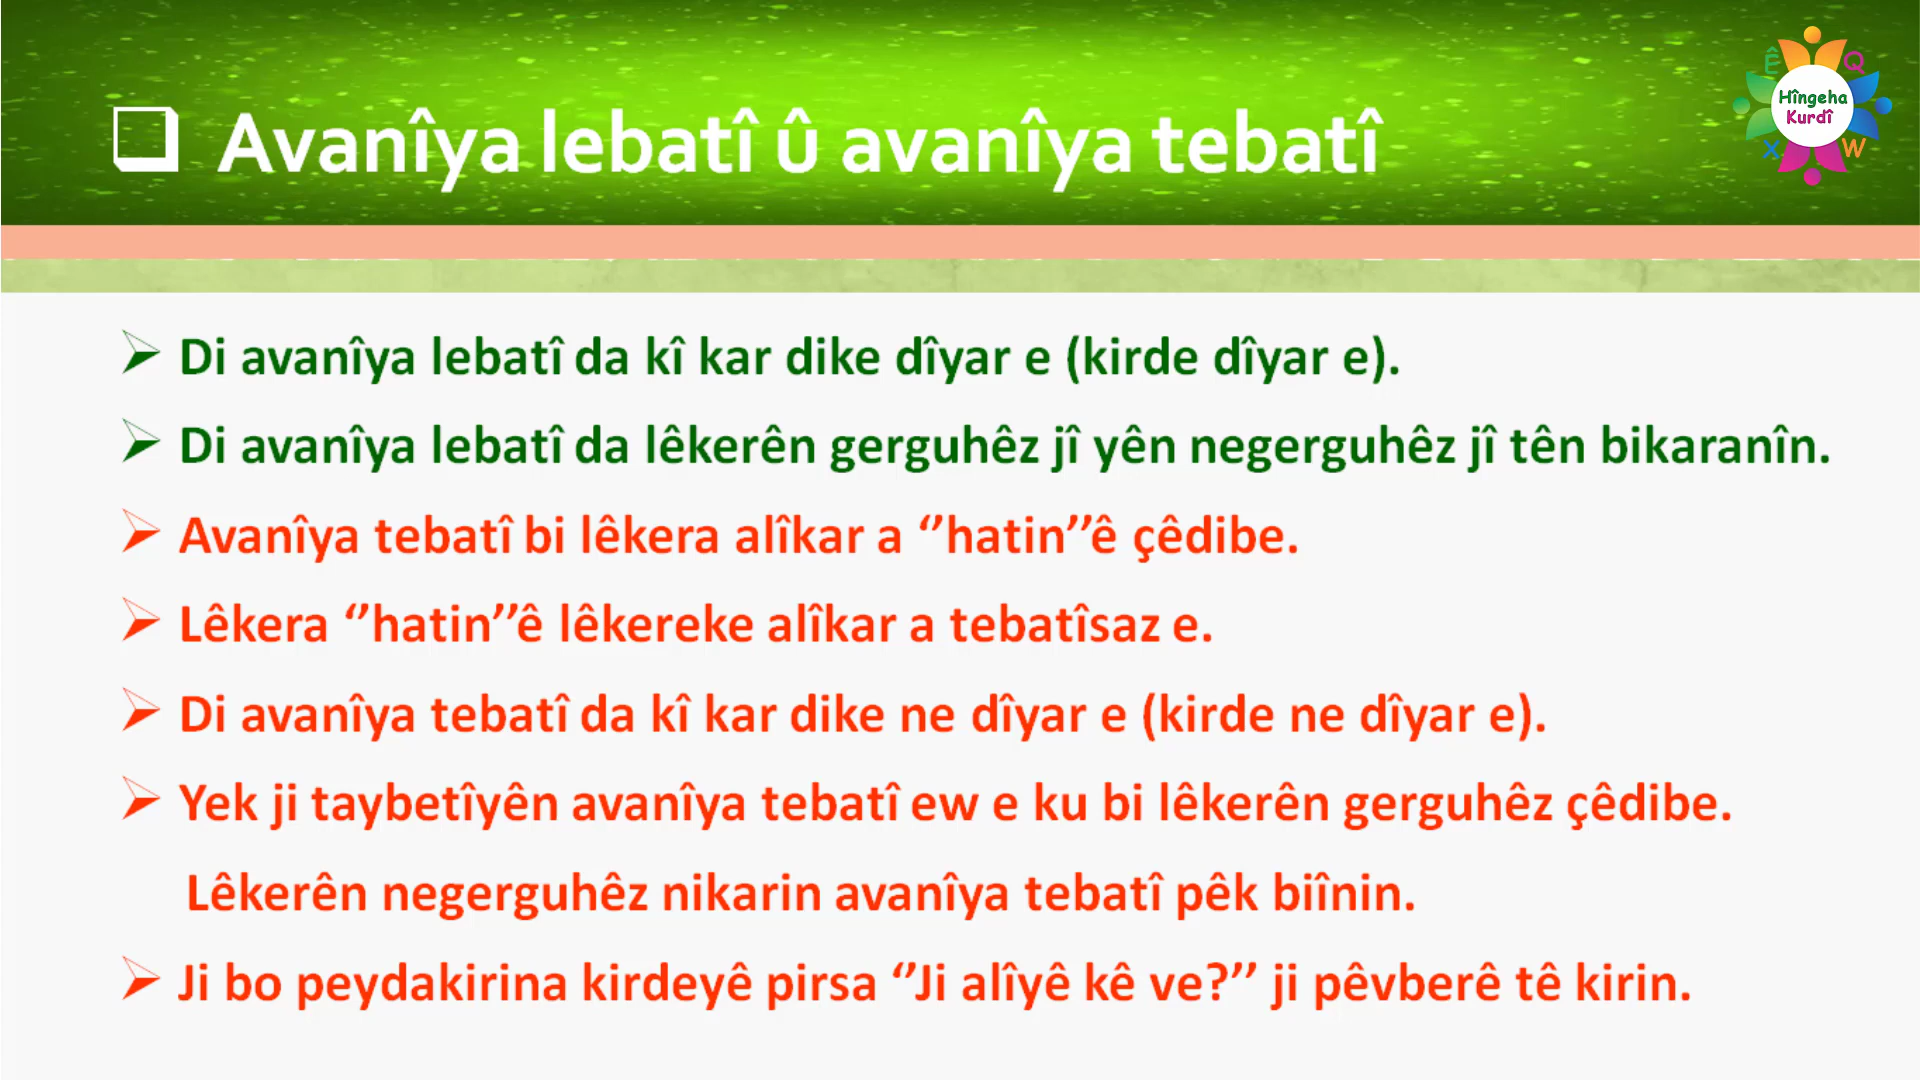 Avanîya lebatî û avanîya tebatî
Ê Q
Hîngeha
Kurdî
X W
Di avanîya lebatî da kî kar dike dîyar e (kirde dîyar e).
Di avanîya lebatî da lêkerên gerguhêz jî yên negerguhêz jî tên bikaranîn.
Avanîya tebatî bi lêkera alîkar a ‘’hatin’’ê çêdibe.
Lêkera ‘’hatin’’ê lêkereke alîkar a tebatîsaz e.
Di avanîya tebatî da kî kar dike ne dîyar e (kirde ne dîyar e).
Yek ji taybetîyên avanîya tebatî ew e ku bi lêkerên gerguhêz çêdibe.
Lêkerên negerguhêz nikarin avanîya tebatî pêk biînin.
Ji bo peydakirina kirdeyê pirsa ‘’Ji alîyê kê ve?’’ ji pêvberê tê kirin.